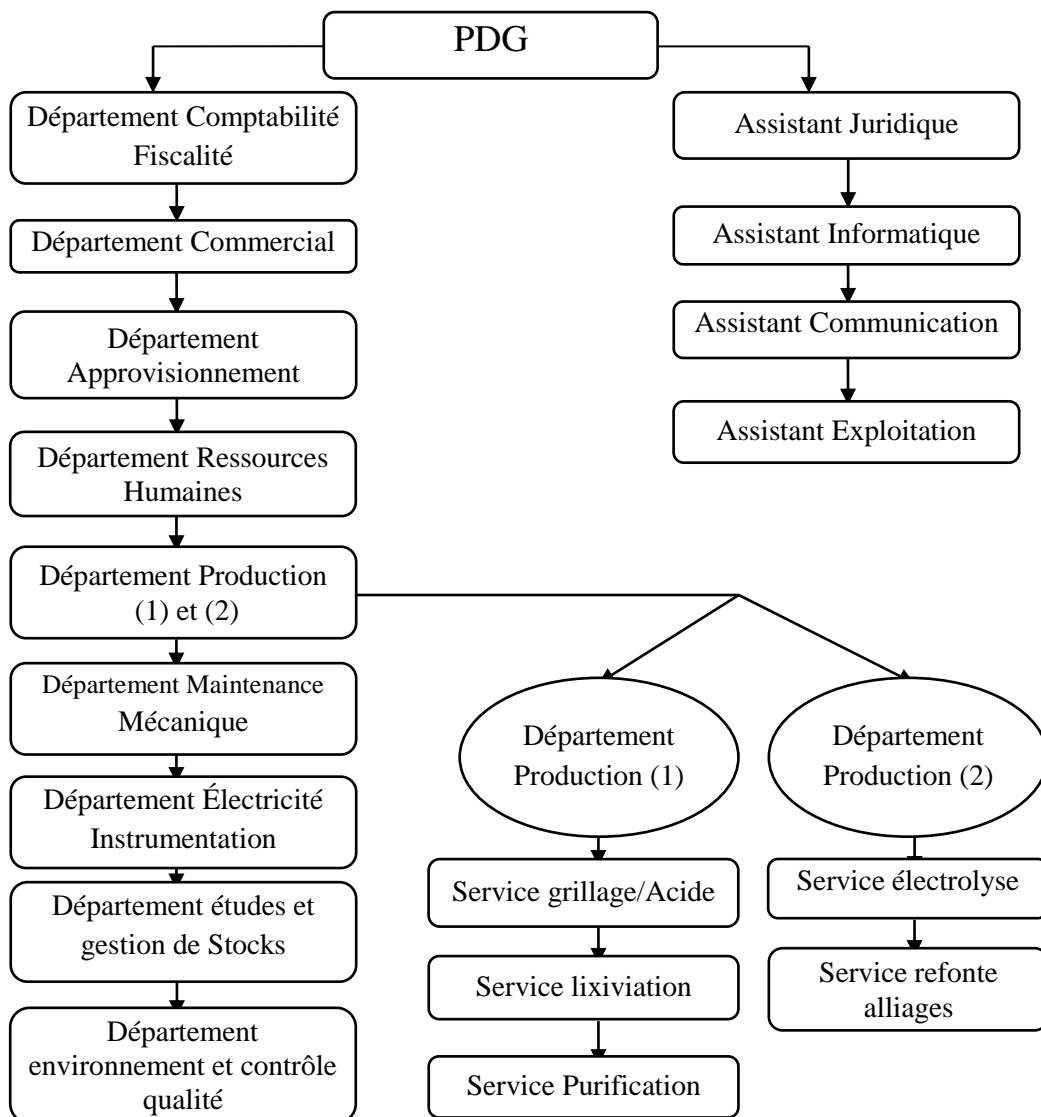 PDG
Département Comptabilité
Fiscalité
Département Commercial
Département
Approvisionnement
Département Ressources
Humaines
Département Production
(1) et (2)
Département Maintenance
Mécanique
Département Électricité
Instrumentation
Département études et
gestion de Stocks
Département
environnement et contrôle
qualité
Assistant Juridique
Assistant Informatique
Assistant Communication
Assistant Exploitation
Département
Production (1)
Service grillage/Acide
Service lixiviation
Service Purification
Département
Production (2)
Service électrolyse
Service refonte
alliages